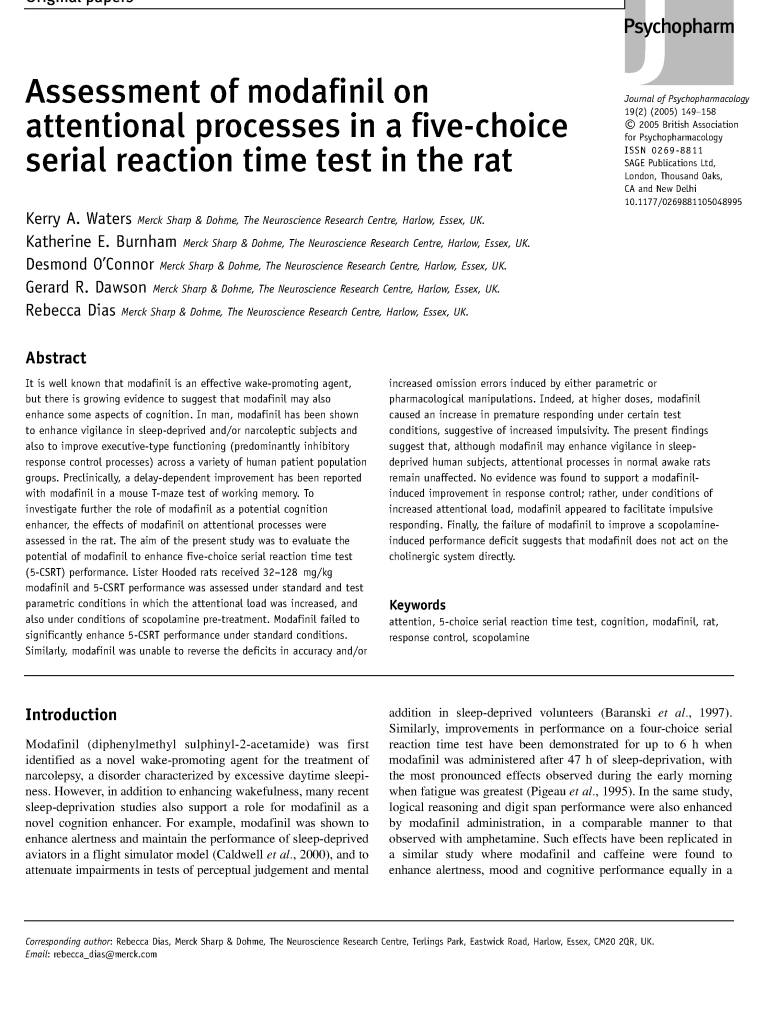 Original papers
Psychopharm
Assessment of modafinil on
attentional processes in a five-choice
serial reaction time test in the rat
Journal of Psychopharmacology
19(2) (2005) 149–158
© 2005 British Association
for Psychopharmacology
ISSN 0269-8811
SAGE Publications Ltd,
London, Thousand Oaks,
CA and New Delhi
10.1177/0269881105048995
Kerry A. Waters Merck Sharp & Dohme, The Neuroscience Research Centre, Harlow, Essex, UK.
Katherine E. Burnham Merck Sharp & Dohme, The Neuroscience Research Centre, Harlow, Essex, UK.
Desmond O'Connor Merck Sharp & Dohme, The Neuroscience Research Centre, Harlow, Essex, UK.
Gerard R. Dawson Merck Sharp & Dohme, The Neuroscience Research Centre, Harlow, Essex, UK.
Rebecca Dias Merck Sharp & Dohme, The Neuroscience Research Centre, Harlow, Essex, UK.
Abstract
It is well known that modafinil is an effective wake-promoting agent,
but there is growing evidence to suggest that modafinil may also
enhance some aspects of cognition. In man, modafinil has been shown
to enhance vigilance in sleep-deprived and/or narcoleptic subjects and
also to improve executive-type functioning (predominantly inhibitory
response control processes) across a variety of human patient population
groups. Preclinically, a delay-dependent improvement has been reported
with modafinil in a mouse T-maze test of working memory. To
investigate further the role of modafinil as a potential cognition
enhancer, the effects of modafinil on attentional processes were
assessed in the rat. The aim of the present study was to evaluate the
potential of modafinil to enhance five-choice serial reaction time test
(5-CSRT) performance. Lister Hooded rats received 32–128 mg/kg
modafinil and 5-CSRT performance was assessed under standard and test
parametric conditions in which the attentional load was increased, and
also under conditions of scopolamine pre-treatment. Modafinil failed to
significantly enhance 5-CSRT performance under standard conditions.
Similarly, modafinil was unable to reverse the deficits in accuracy and/or
increased omission errors induced by either parametric or
pharmacological manipulations. Indeed, at higher doses, modafinil
caused an increase in premature responding under certain test
conditions, suggestive of increased impulsivity. The present findings
suggest that, although modafinil may enhance vigilance in sleep-
deprived human subjects, attentional processes in normal awake rats
remain unaffected. No evidence was found to support a modafinil-
induced improvement in response control; rather, under conditions of
increased attentional load, modafinil appeared to facilitate impulsive
responding. Finally, the failure of modafinil to improve a scopolamine-
induced performance deficit suggests that modafinil does not act on the
cholinergic system directly.
Keywords
attention, 5-choice serial reaction time test, cognition, modafinil, rat,
response control, scopolamine
Introduction
Modafinil (diphenylmethyl sulphinyl-2-acetamide) was first
identified as a novel wake-promoting agent for the treatment of
narcolepsy, a disorder characterized by excessive daytime sleepi-
ness. However, in addition to enhancing wakefulness, many recent
sleep-deprivation studies also support a role for modafinil as a
novel cognition enhancer. For example, modafinil was shown to
enhance alertness and maintain the performance of sleep-deprived
aviators in a flight simulator model (Caldwell et al., 2000), and to
attenuate impairments in tests of perceptual judgement and mental
addition in sleep-deprived volunteers (Baranski et al., 1997).
Similarly, improvements in performance on a four-choice serial
reaction time test have been demonstrated for up to 6 h when
modafinil was administered after 47 h of sleep-deprivation, with
the most pronounced effects observed during the early morning
when fatigue was greatest (Pigeau et al., 1995). In the same study,
logical reasoning and digit span performance were also enhanced
by modafinil administration, in a comparable manner to that
observed with amphetamine. Such effects have been replicated in
a similar study where modafinil and caffeine were found to
enhance alertness, mood and cognitive performance equally in a
Corresponding author: Rebecca Dias, Merck Sharp & Dohme, The Neuroscience Research Centre, Terlings Park, Eastwick Road, Harlow, Essex, CM20 2QR, UK.
Email: rebecca_dias@merck.com